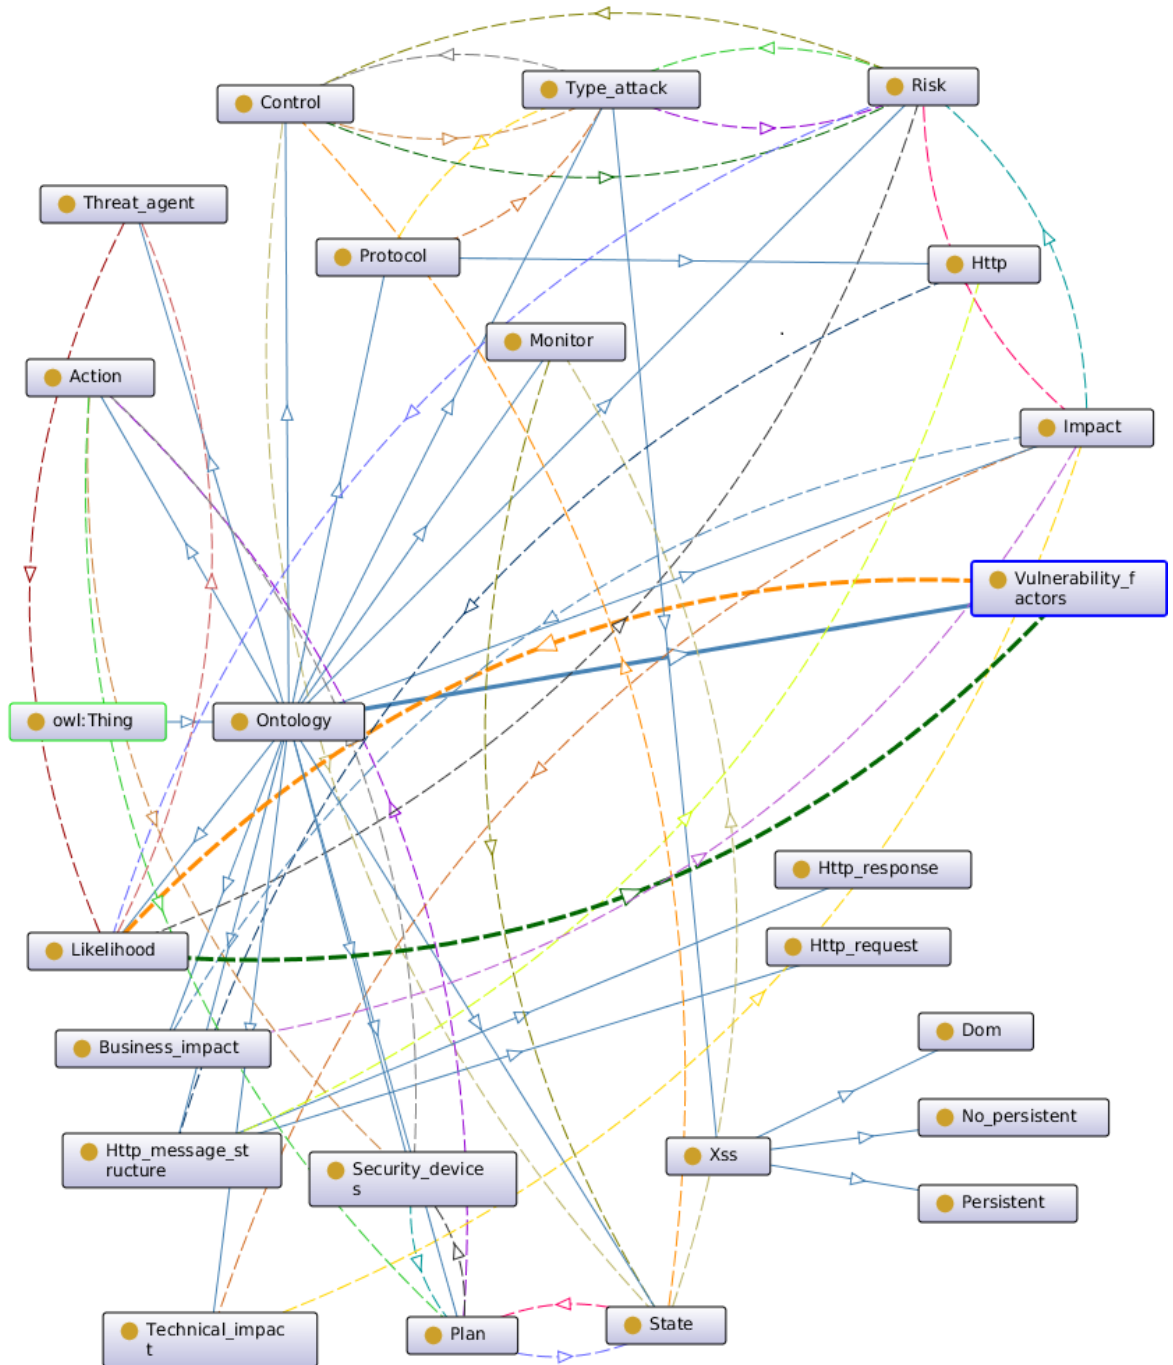 Control
Type_attack
Risk
Threat_agent
Protocol
Http
Monitor
Action
Impact
Vulnerability_f
actors
owl:Thing
Ontology
Http_response
Likelihood
Http_request
Business_impact
Dom
Http_message_st
ructure
Security_device
s
Xss
No_persistent
Persistent
Technical_impac
t
Plan
State